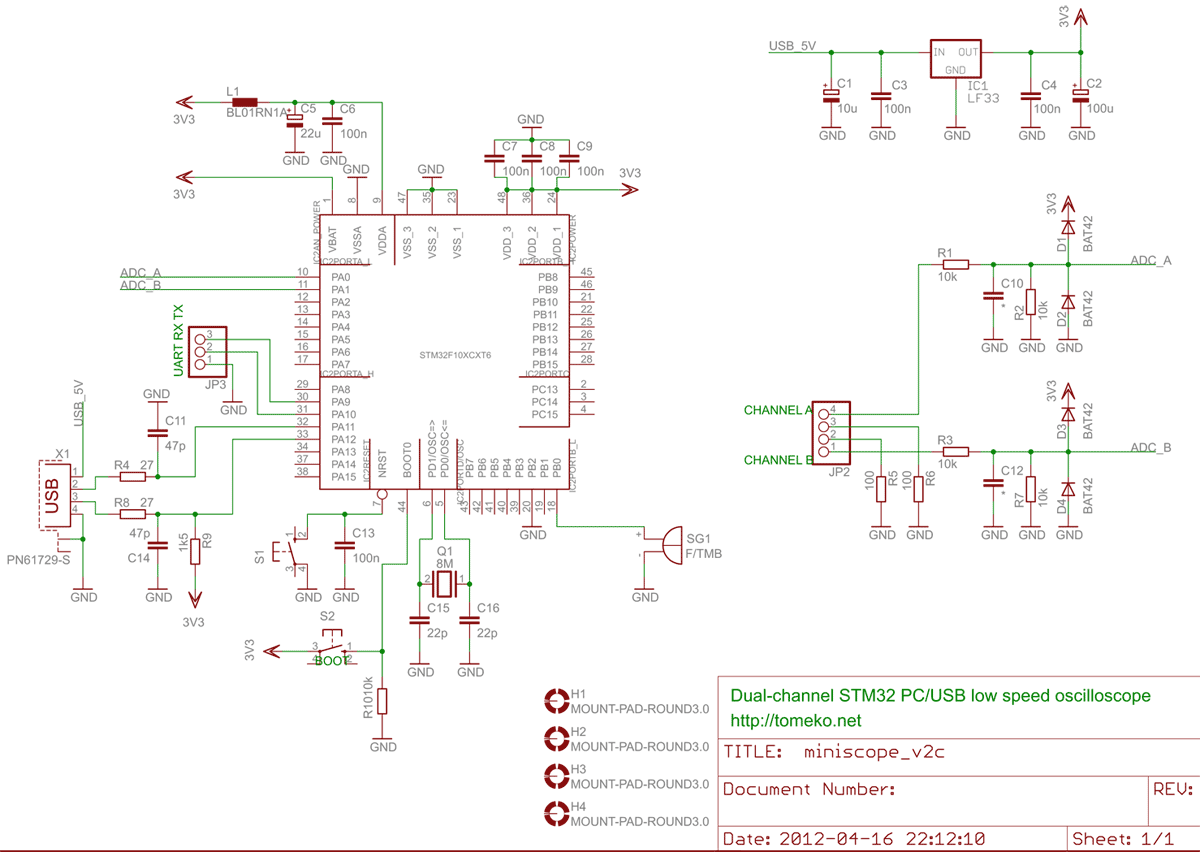 USB_5V
3V3
IN OUT
GND
IC1
LF33
C1
10u
C3
100n
C4
100n
C2
100u
GND
GND
GND
GND
GND
L1
BL01RN1A
3V3
C5
22u
C6
100n
GND
GND
3V3
GND
GND
GND
C7
100n
C8
100n
C9
100n
3V3
1
8
9
47
35
23
48
36
24
IC2AN_POWER
VBAT
VSSA
VDDA
VSS_3
VSS_2
VSS_1
VDD_3
VDD_2
VDD_1
IC2POWER
IC2PORTA_L
ADC_A
ADC_B
10 PA0
11 PA1
12 PA2
13 PA3
14 PA4
15 PA5
16 PA6
17 PA7
IC2PORTA_H
29 PA8
30 PA9
31 PA10
32 PA11
33 PA12
34 PA13
37 PA14
38 PA15
STM32F10XCXT6
PB8 45
PB9 46
PB10 21
PB11 22
PB12 25
PB13 26
PB14 27
PB15 28
IC2PORTC
PC13 2
PC14 3
PC15 4
IC2RESET
NRST
BOOT0
PD1/OSC=>
PD0/OSC<=
PB7
PB6
PB5
PB4
PB3
PB2
PB1
PB0
IC2PORTB_L
7
44
6
5
43
42
41
40
39
20
19
18
GND
UART RX TX
3
2
1
JP3
GND
USB_5V
GND
C11
47p
X1
USB
1
2
3
4
PN61729-S
R4 27
R8 27
47p
C14
1k5
R9
GND
GND
3V3
S1
1
2
3
4
C13
100n
GND
GND
Q1
8M
2
1
C15
22p
C16
22p
GND
GND
S2
3V3
3
1
4
2
BOOT
R10
10k
GND
SG1
F/TMB
+
-
GND
3V3
D1
BAT42
R1
10k
ADC_A
C10
R2
10k
D2
BAT42
GND
GND
GND
CHANNEL A
CHANNEL B
4
3
2
1
JP2
3V3
D3
BAT42
R3
10k
ADC_B
100
R5
100
R6
C12
R7
10k
D4
BAT42
GND
GND
GND
GND
GND
H1
MOUNT-PAD-ROUND3.0
H2
MOUNT-PAD-ROUND3.0
H3
MOUNT-PAD-ROUND3.0
H4
MOUNT-PAD-ROUND3.0
Dual-channel STM32 PC/USB low speed oscilloscope
http://tomeko.net
TITLE: miniscope_v2c
Document Number:
REV:
Date: 2012-04-16 22:12:10
Sheet: 1/1